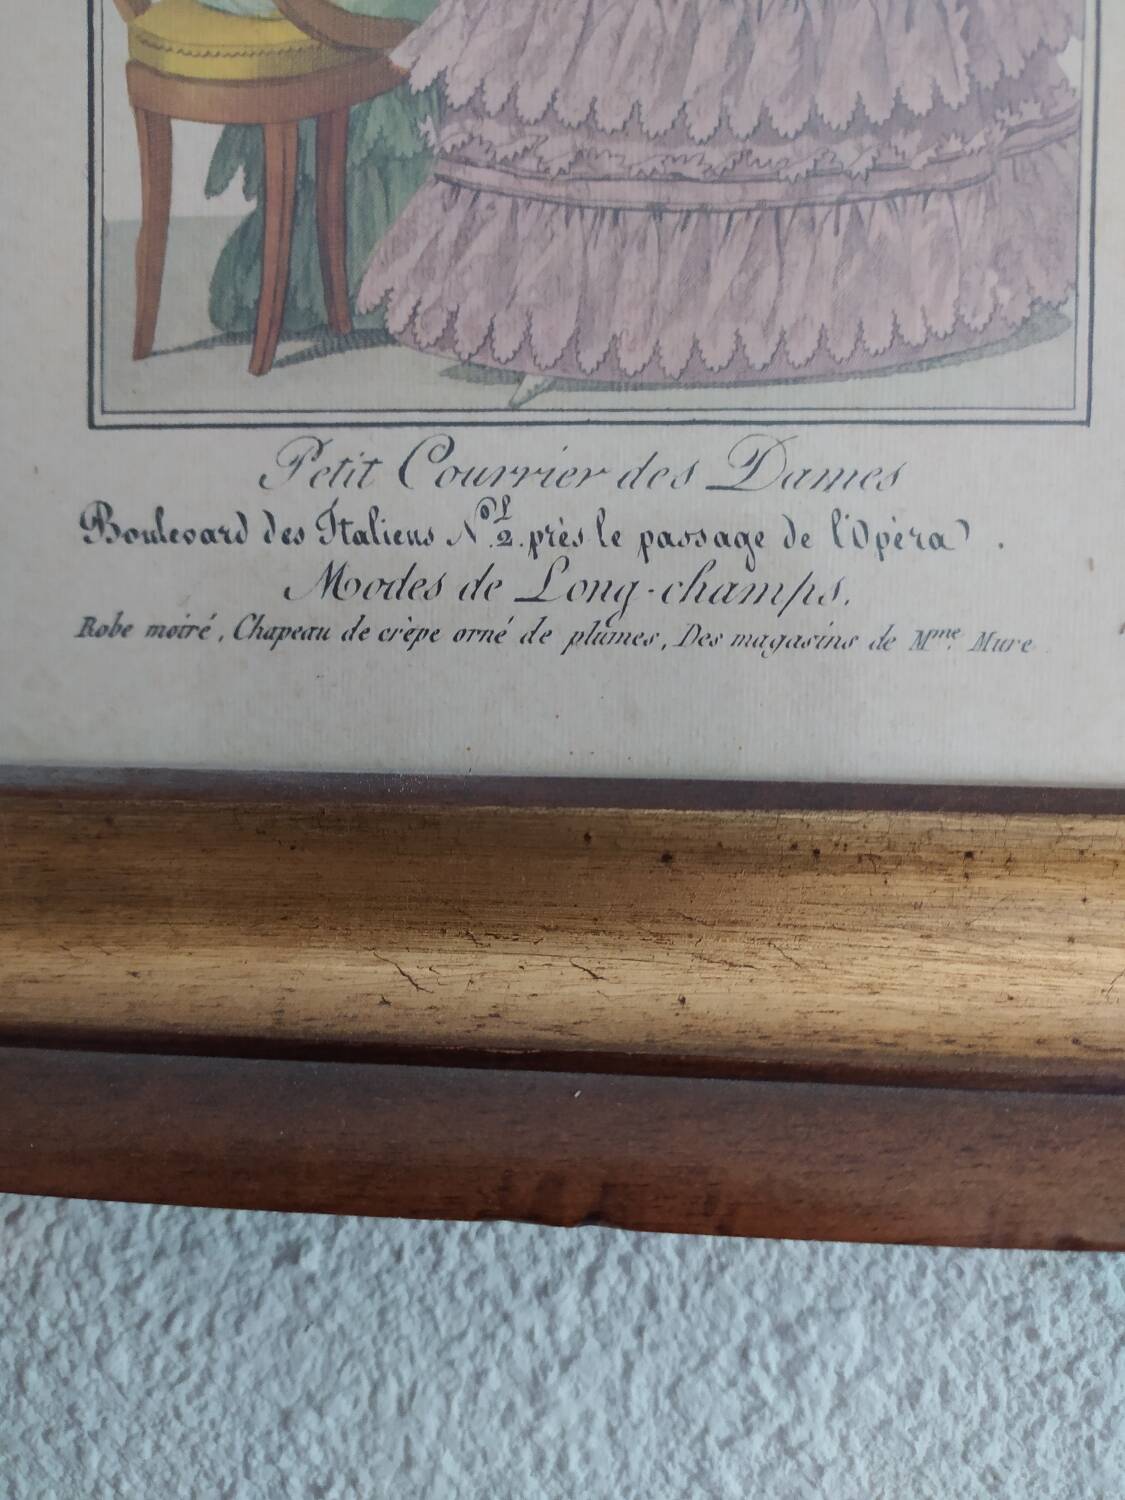 Petit Courrier des Dames
Boulevard des Italiens N. 2. près le passage de l'Opéra.
Modes de Long-champs.
Robe moiré, Chapeau de crêpe orné de plumes, Des magasins de Mme. Mure